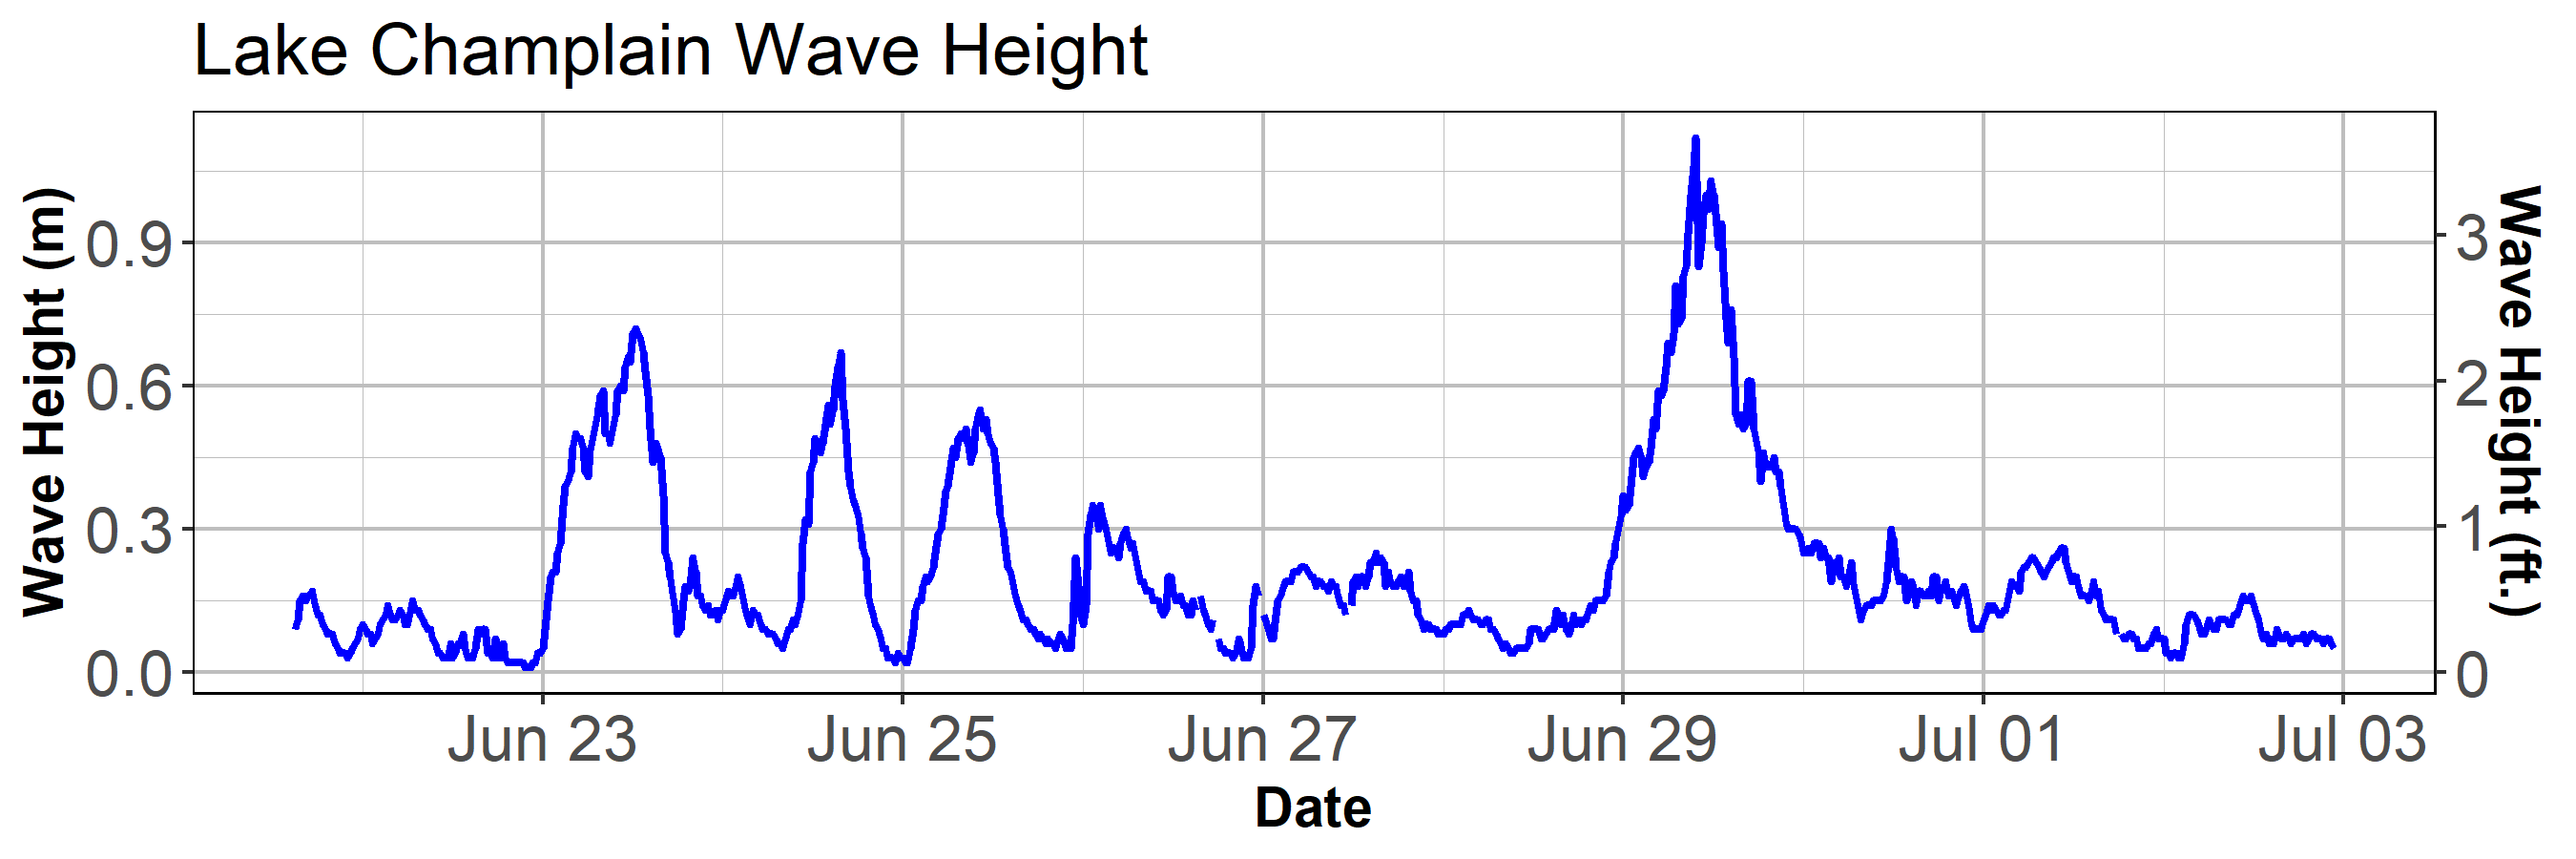 Lake Champlain Wave Height
Wave Height (m)
0.9
0.6
0.3
0.0
3
2
1
0
Wave Height (ft.)
Jun 23
Jun 25
Jun 27
Jun 29
Jul 01
Jul 03
Date